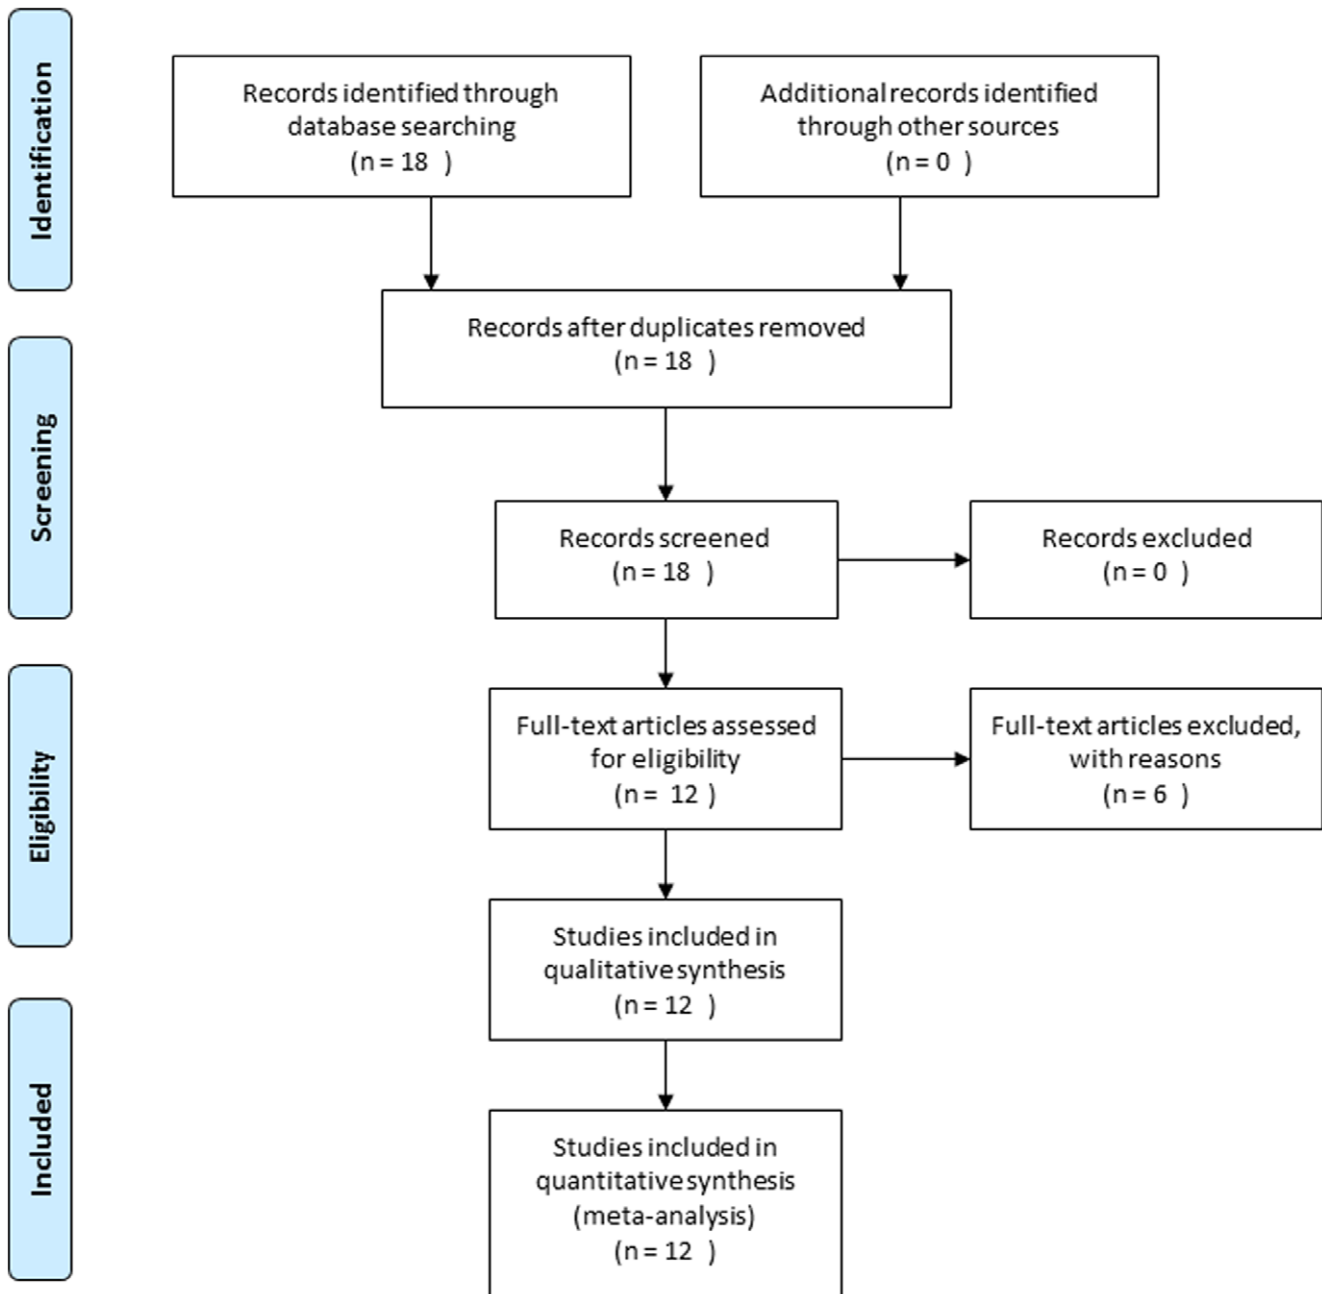 Identification
Records identified through
database searching
(n = 18 )
Additional records identified
through other sources
(n = 0 )
Records after duplicates removed
(n = 18 )
Screening
Records screened
(n = 18 )
Records excluded
(n = 0 )
Eligibility
Full-text articles assessed
for eligibility
(n = 12 )
Full-text articles excluded,
with reasons
(n = 6 )
Studies included in
qualitative synthesis
(n = 12 )
Included
Studies included in
quantitative synthesis
(meta-analysis)
(n = 12 )